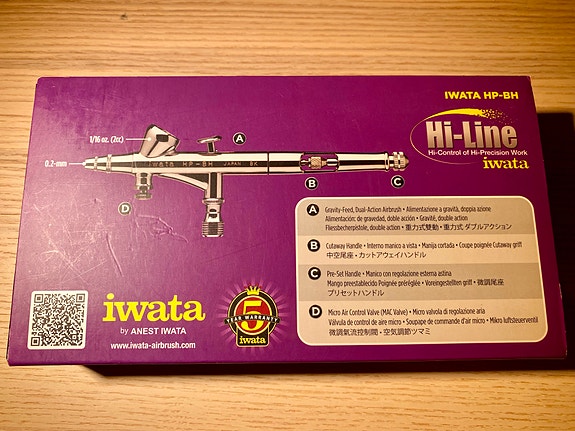 IWATA HP-BH
Hi-Line
Hi-Control of Hi-Precision Work
iwata
1/16 oz. (2cc)
A
0.2-mm
iwata HP-BH JAPAN BK
B
C
D
A Gravity-Feed, Dual-Action Airbrush • Alimentazione a gravità, doppia azione
Alimentación: de gravedad, doble acción • Gravité, double action
Fliessbecherpistole, double action • 重力式雙動 • 重力式 ダブルアクション
B Cutaway Handle • Interno manico a vista • Manija cortada • Coupe poignée Cutaway griff
中空尾座 • カットアウェイハンドル
C Pre-Set Handle • Manico con regolazione esterna astina
Mango preestablecido Poignée préréglée • Voreingestellten griff • 微調尾座
プリセットハンドル
D Micro Air Control Valve (MAC Valve) • Micro valvola di regolazione aria
Válvula de control de aire micro • Soupape de commande d'air micro • Mikro luftsteuerventil
微調氣流控制閥 • 空気調節ツマミ
iwata
by ANEST IWATA
www.iwata-airbrush.com
5
YEAR WARRANTY
iwata